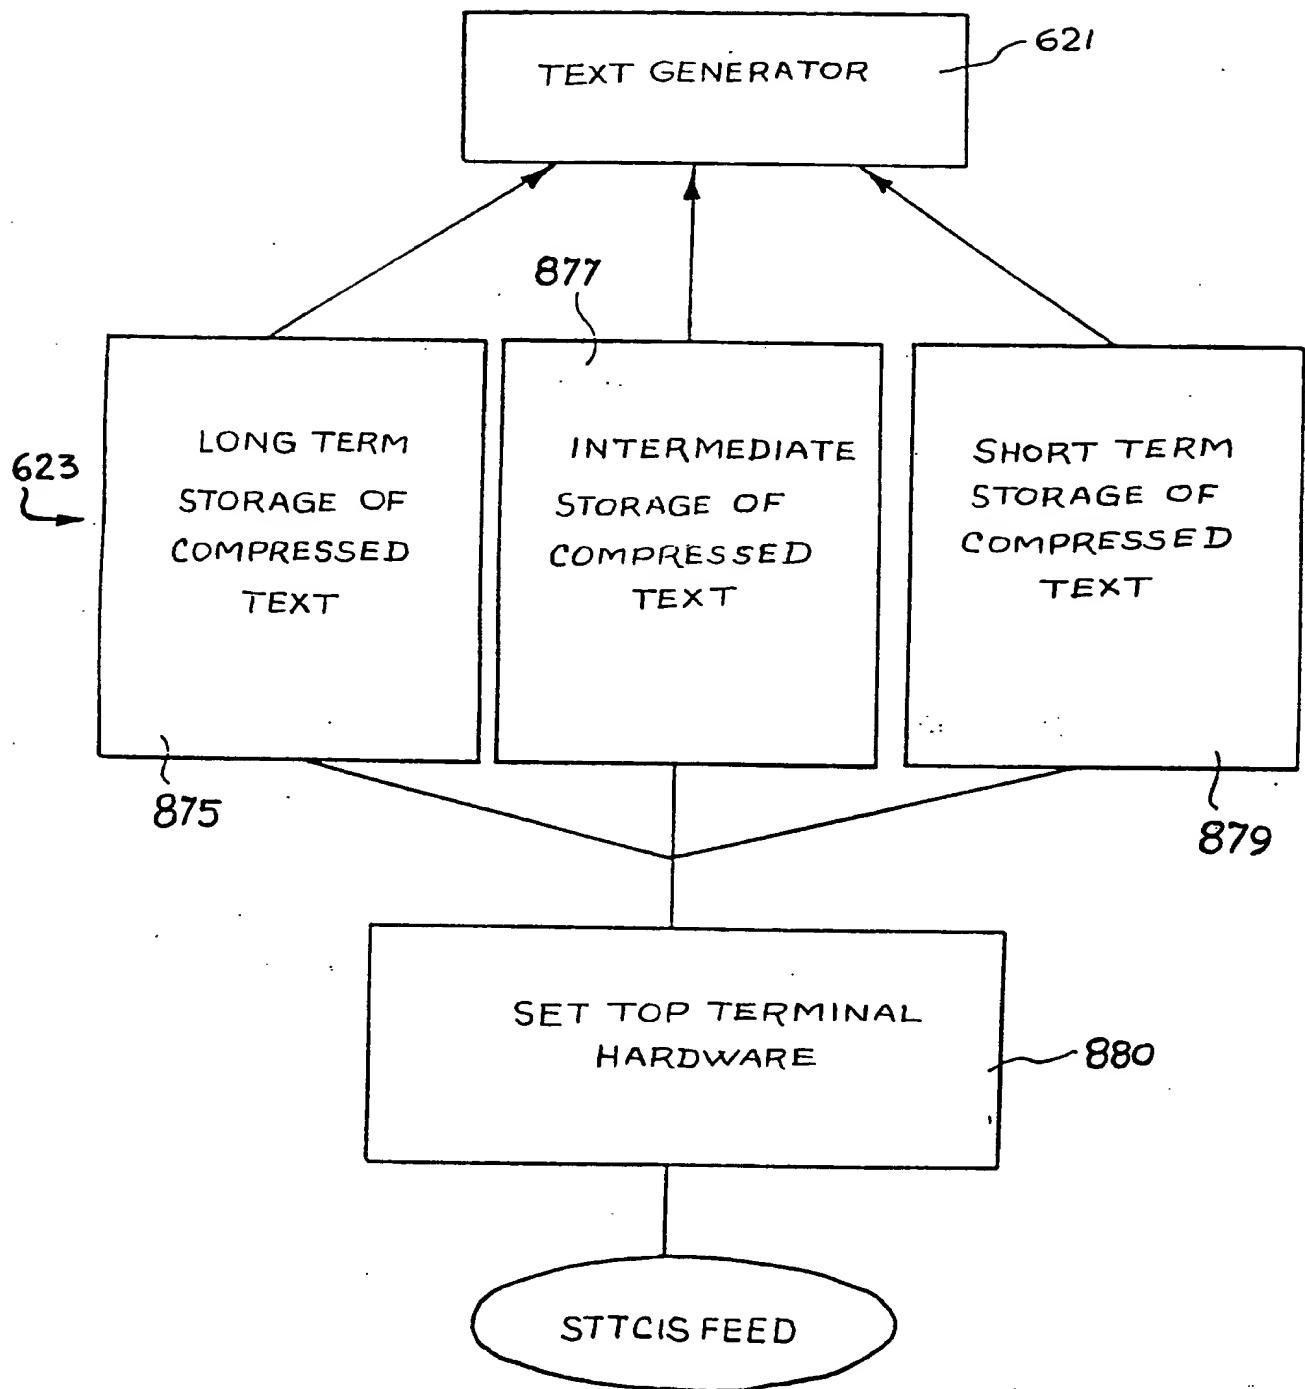 TEXT GENERATOR
621
877
623
LONG TERM
STORAGE OF
COMPRESSED
TEXT
INTERMEDIATE
STORAGE OF
COMPRESSED
TEXT
SHORT TERM
STORAGE OF
COMPRESSED
TEXT
875
879
SET TOP TERMINAL
HARDWARE
880
STTCIS FEED